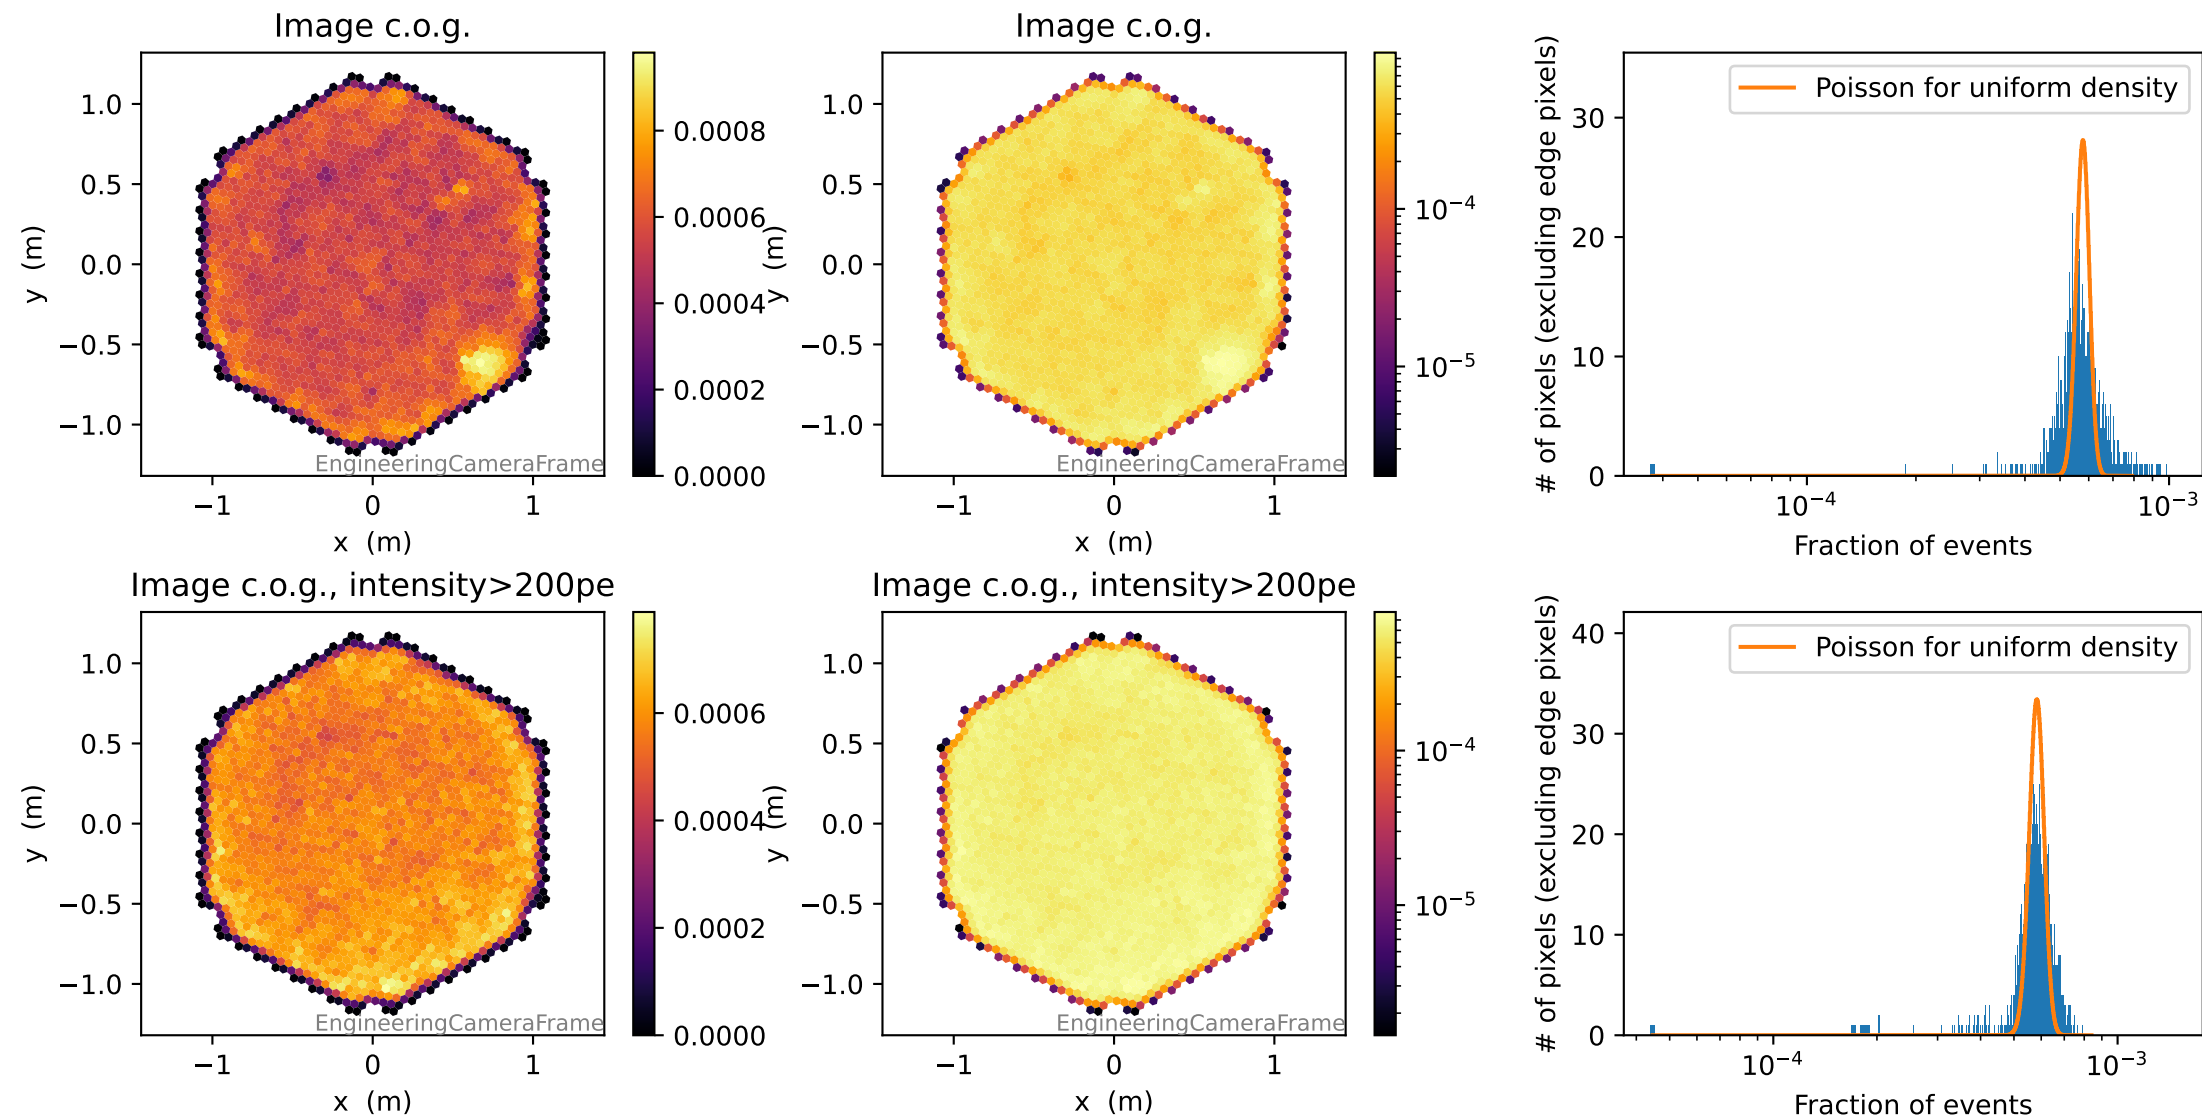 Image c.o.g.
1.0
0.5
0.0
−0.5
−1.0
y (m)
−1
0
1
x (m)
EngineeringCameraFrame
0.0008
0.0006
0.0004
0.0002
0.0000
Image c.o.g.
1.0
0.5
0.0
−0.5
−1.0
y (m)
−1
0
1
x (m)
EngineeringCameraFrame
10−4
10−5
# of pixels (excluding edge pixels)
30
20
10
0
Poisson for uniform density
10−4
10−3
Fraction of events
Image c.o.g., intensity>200pe
1.0
0.5
0.0
−0.5
−1.0
y (m)
−1
0
1
x (m)
EngineeringCameraFrame
0.0006
0.0004
0.0002
0.0000
Image c.o.g., intensity>200pe
1.0
0.5
0.0
−0.5
−1.0
y (m)
−1
0
1
x (m)
EngineeringCameraFrame
10−4
10−5
# of pixels (excluding edge pixels)
40
30
20
10
0
Poisson for uniform density
10−4
10−3
Fraction of events